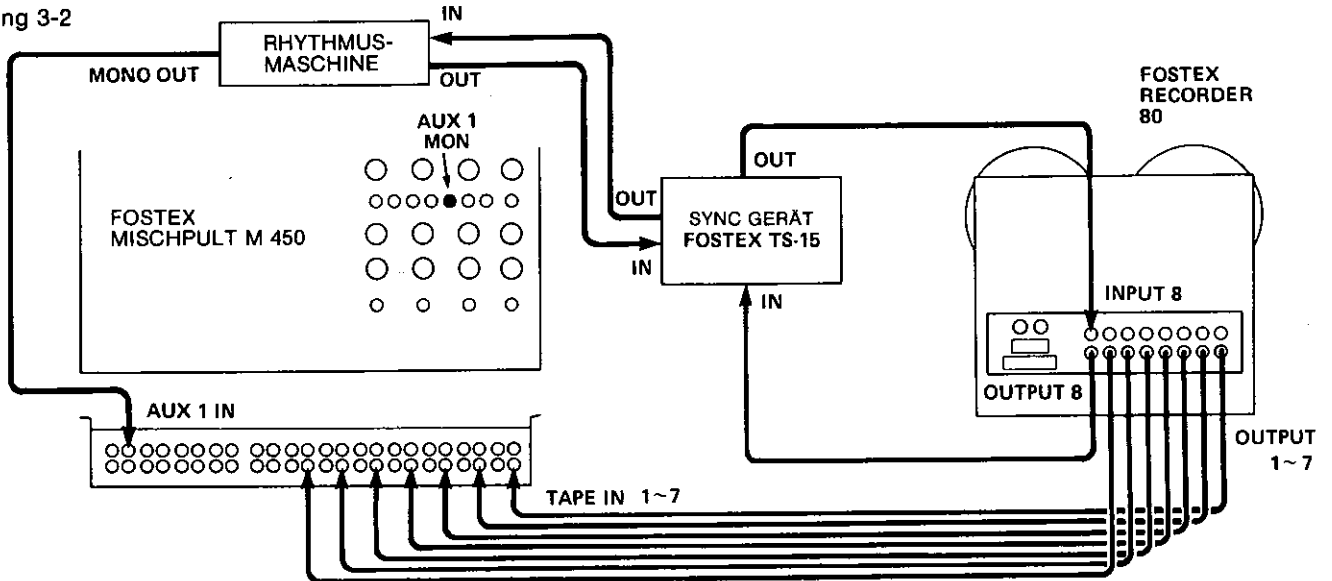 ng 3-2
IN
RHYTHMUS-
MASCHINE
MONO OUT
OUT
AUX 1
MON
FOSTEX
MISCHPULT M 450
FOSTEX
RECORDER
80
OUT
OUT
SYNC GERÄT
FOSTEX TS-15
IN
IN
INPUT 8
OUTPUT 8
AUX 1 IN
OUTPUT
1~7
TAPE IN 1~7